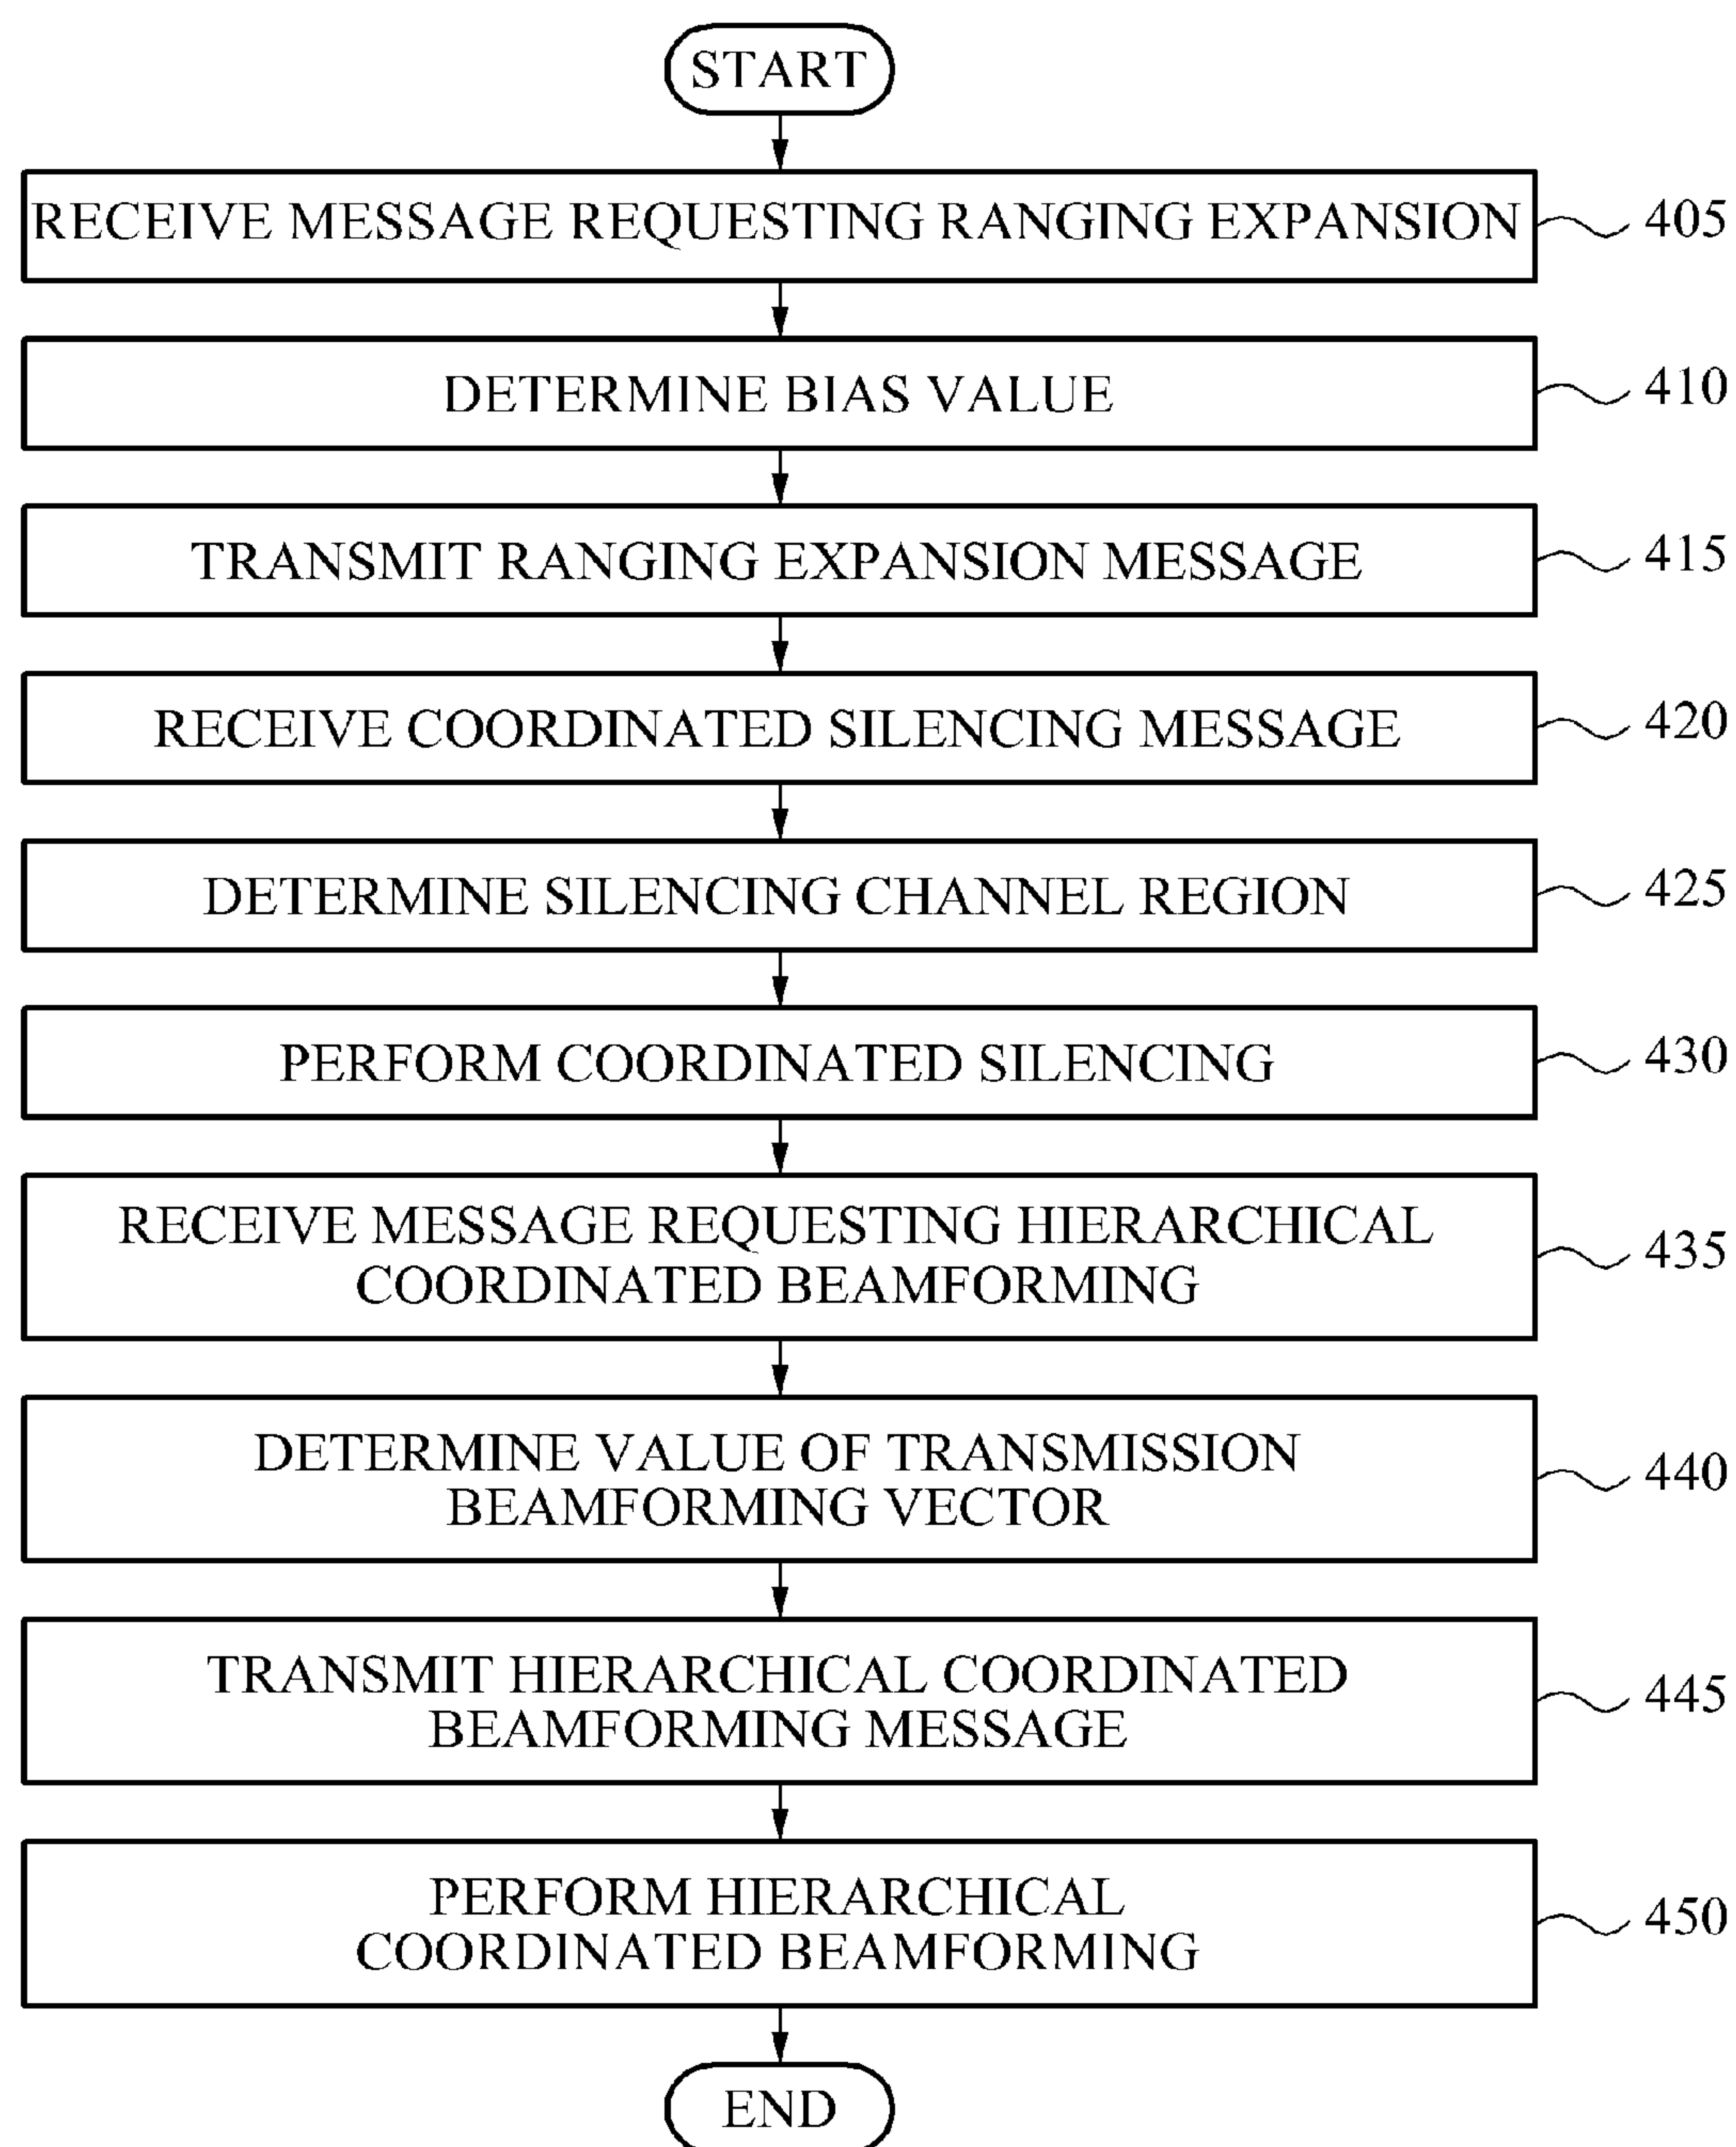 START
RECEIVE MESSAGE REQUESTING RANGING EXPANSION
405
DETERMINE BIAS VALUE
410
TRANSMIT RANGING EXPANSION MESSAGE
415
RECEIVE COORDINATED SILENCING MESSAGE
420
DETERMINE SILENCING CHANNEL REGION
425
PERFORM COORDINATED SILENCING
430
RECEIVE MESSAGE REQUESTING HIERARCHICAL
COORDINATED BEAMFORMING
435
DETERMINE VALUE OF TRANSMISSION
BEAMFORMING VECTOR
440
TRANSMIT HIERARCHICAL COORDINATED
BEAMFORMING MESSAGE
445
PERFORM HIERARCHICAL
COORDINATED BEAMFORMING
450
END